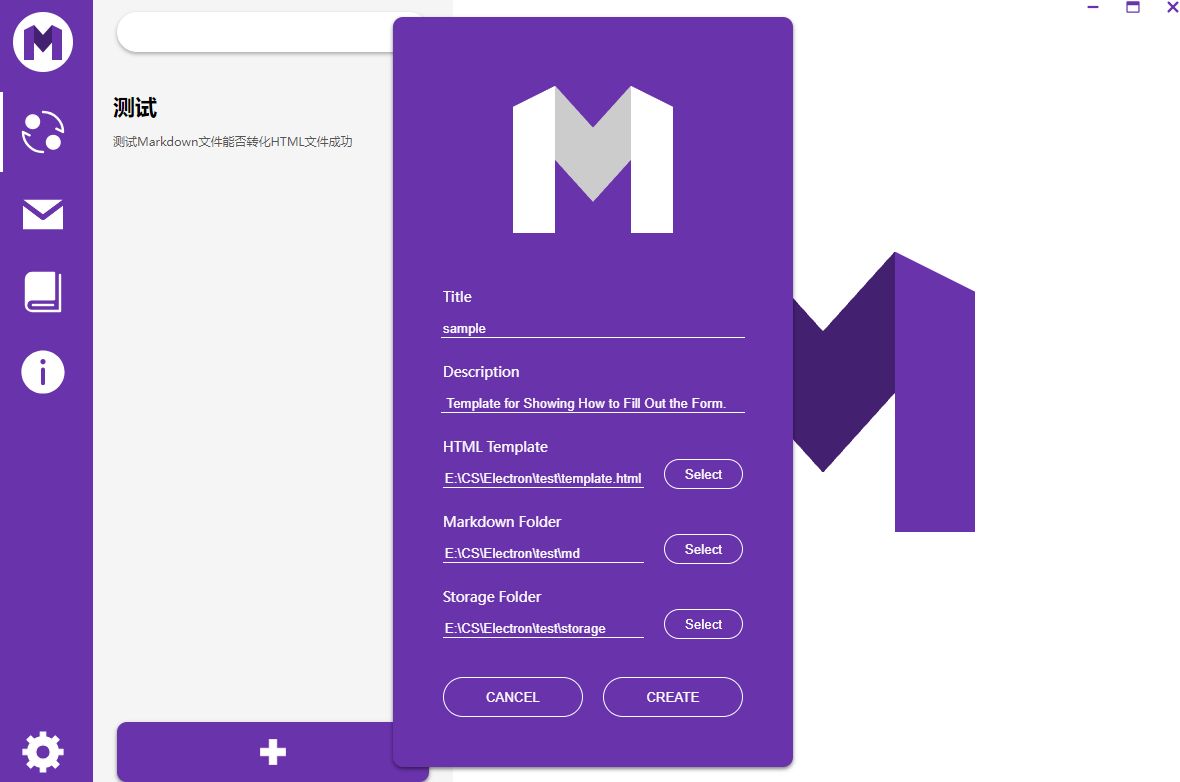 测试
测试Markdown文件能否转化HTML文件成功
Title
sample
Description
Template for Showing How to Fill Out the Form.
HTML Template
E:\CS\Electron\test\template.html
Select
Markdown Folder
E:\CS\Electron\test\md
Select
Storage Folder
E:\CS\Electron\test\storage
Select
CANCEL
CREATE